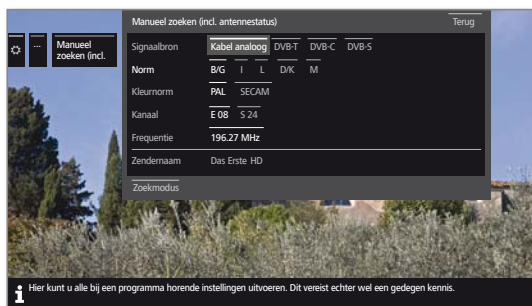 Manueel zoeken (incl. antennestatus) Terug
... Manueel
zoeken (incl.
Signaalbron Kabel analoog DVB-T DVB-C DVB-S
Norm B/G I L D/K M
Kleurnorm PAL SECAM
Kanaal E 08 S 24
Frequentie 196.27 MHz
Zendernaam Das Erste HD
Zoekmodus
i Hier kunt u alle bij een programma horende instellingen uitvoeren. Dit vereist echter wel een gedegen kennis.